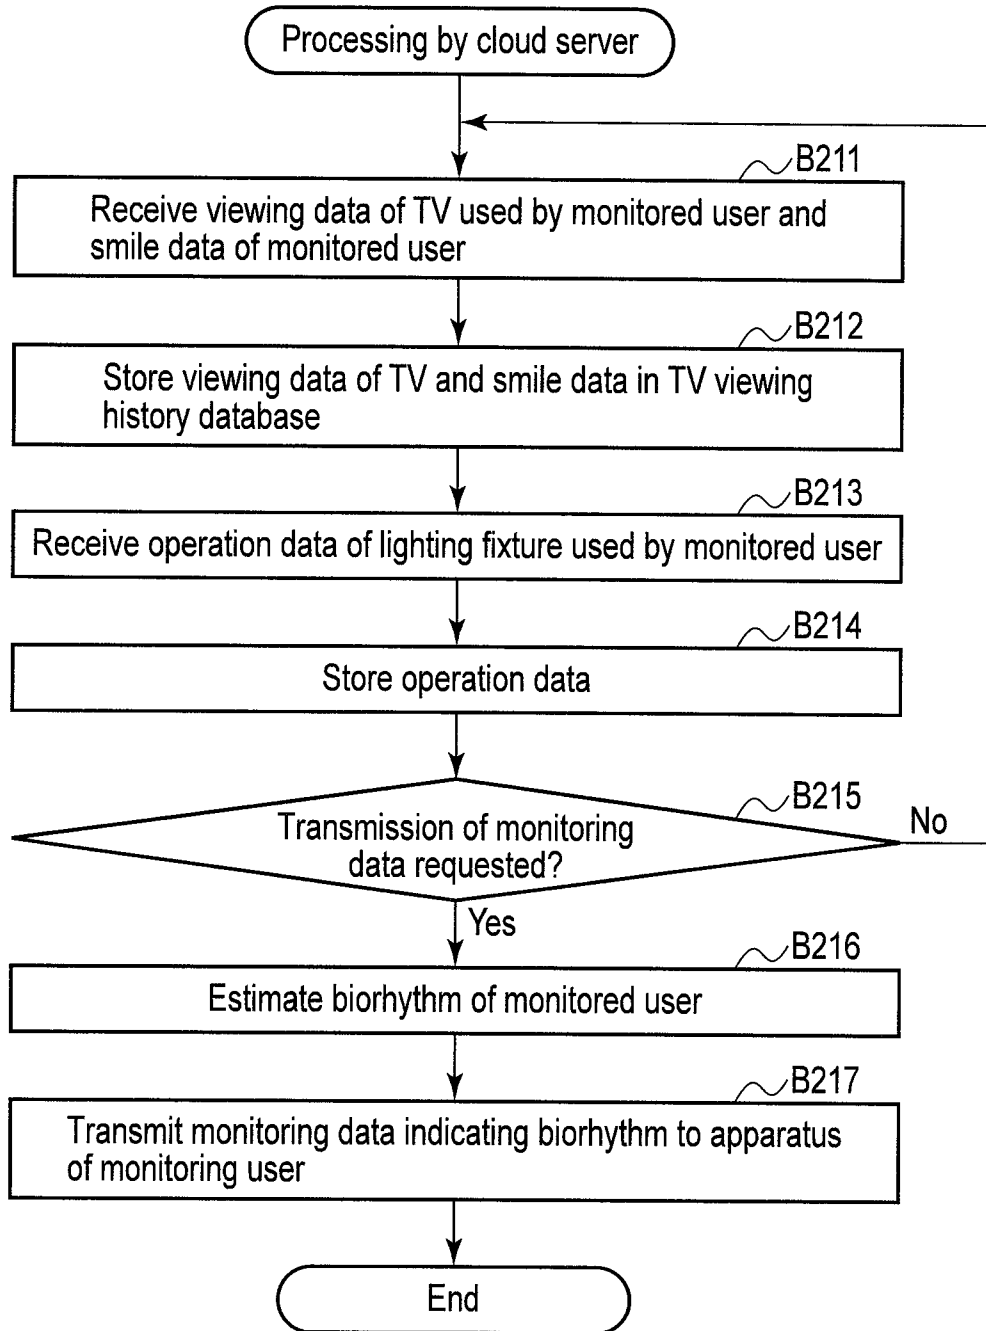 Processing by cloud server
B211
Receive viewing data of TV used by monitored user and
smile data of monitored user
B212
Store viewing data of TV and smile data in TV viewing
history database
B213
Receive operation data of lighting fixture used by monitored user
B214
Store operation data
B215
Transmission of monitoring
data requested?
No
Yes
B216
Estimate biorhythm of monitored user
B217
Transmit monitoring data indicating biorhythm to apparatus
of monitoring user
End